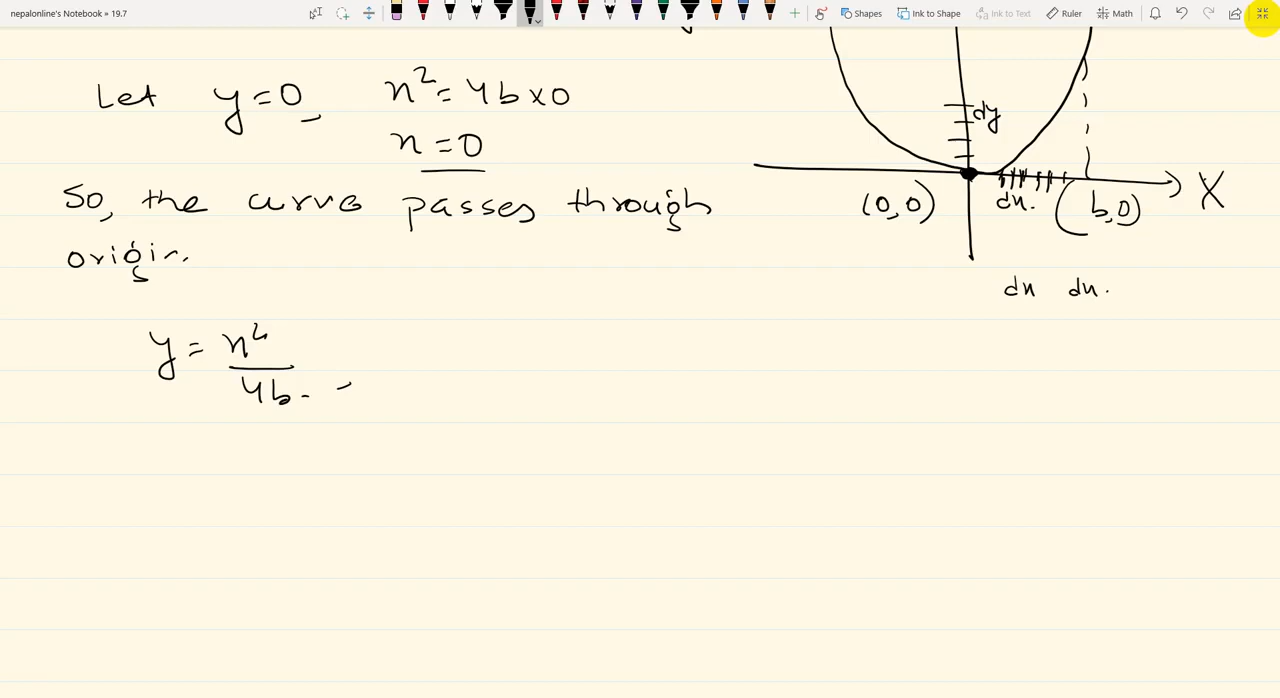 nepalonline's Notebook » 19.7
Shapes Ink to Shape Ink to Text Ruler Math
Let y=0, x²=4b×0
x=0
So, the curve passes through
origin.
y = x²/4b.
dy
(0,0) dx. (b,0) X
dx dx.